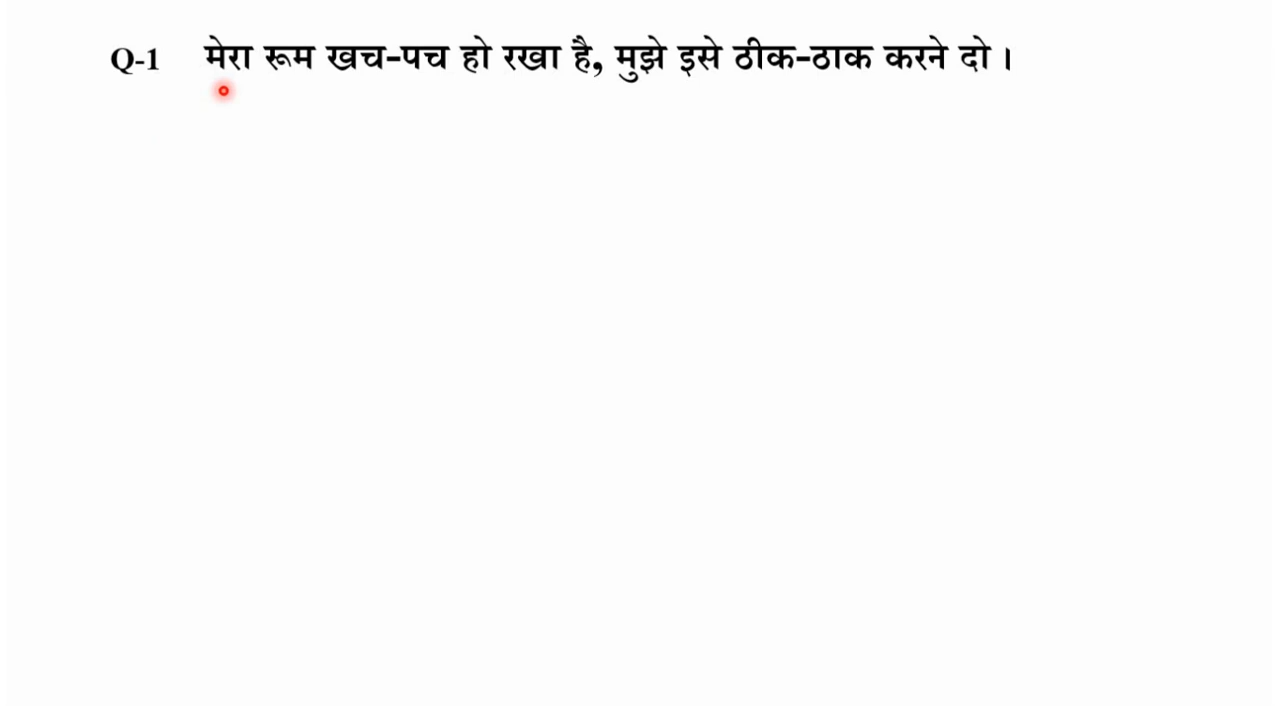 Q-1 मेरा रूम खच-पच हो रखा है, मुझे इसे ठीक-ठाक करने दो ।